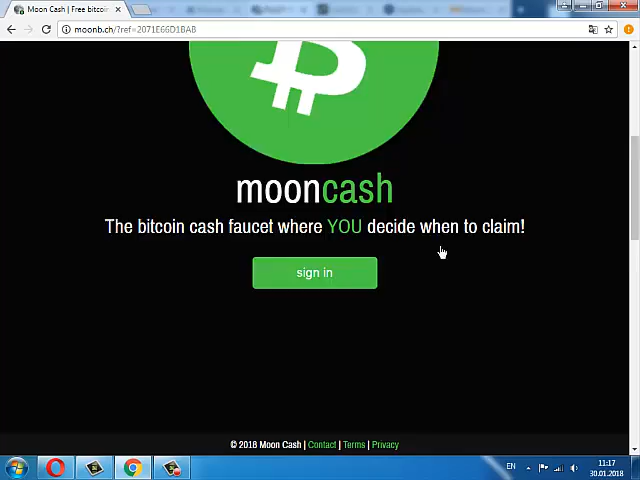 Moon Cash | Free bitcoin
moonb.ch/?ref=2071E66D1BAB
mooncash
The bitcoin cash faucet where YOU decide when to claim!
sign in
© 2018 Moon Cash | Contact | Terms | Privacy
EN
11:17
30.01.2018